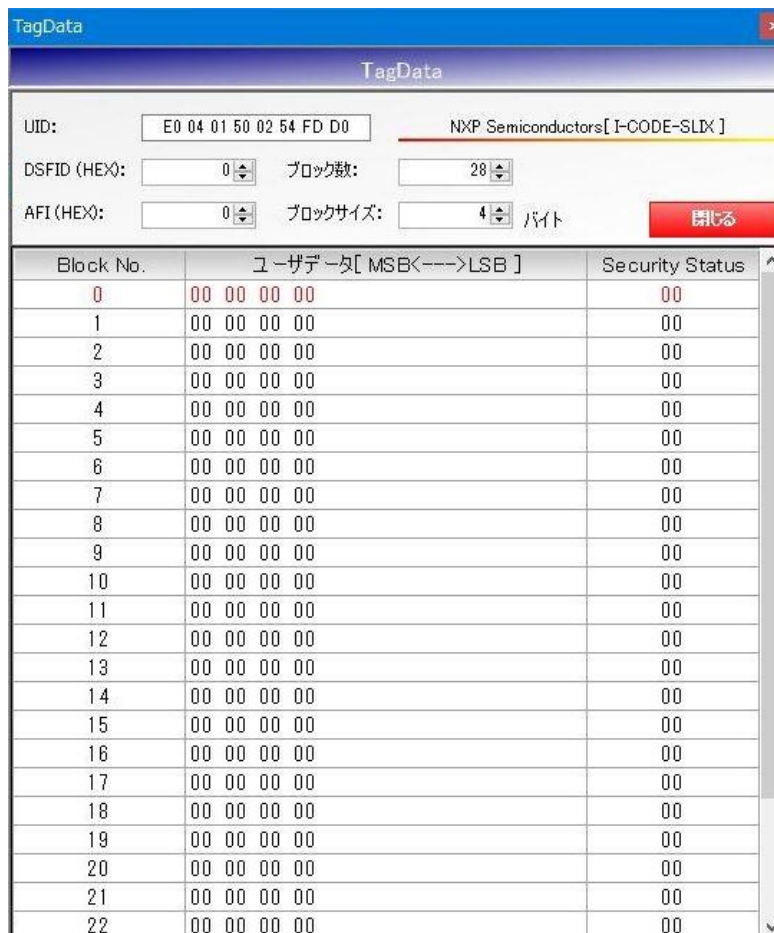 TagData
TagData
UID: E0 04 01 50 02 54 FD D0 NXP Semiconductors[ I-CODE-SLIX ]
DSFID (HEX): 0 ブロック数: 28
AFI (HEX): 0 ブロックサイズ: 4 バイト 閉じる
Block No. ユーザデータ[ MSB<--->LSB ] Security Status
0 00 00 00 00 00
1 00 00 00 00 00
2 00 00 00 00 00
3 00 00 00 00 00
4 00 00 00 00 00
5 00 00 00 00 00
6 00 00 00 00 00
7 00 00 00 00 00
8 00 00 00 00 00
9 00 00 00 00 00
10 00 00 00 00 00
11 00 00 00 00 00
12 00 00 00 00 00
13 00 00 00 00 00
14 00 00 00 00 00
15 00 00 00 00 00
16 00 00 00 00 00
17 00 00 00 00 00
18 00 00 00 00 00
19 00 00 00 00 00
20 00 00 00 00 00
21 00 00 00 00 00
22 00 00 00 00 00